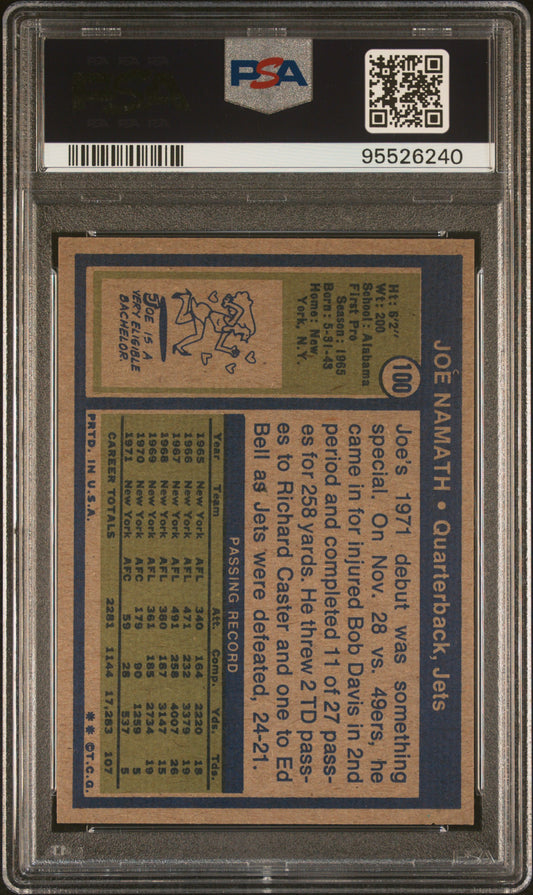 PSA
95526240
JOE NAMATH • Quarterback, Jets
100
Ht: 6'2"
Wt: 200
School: Alabama
First Pro
Season: 1965
Born: 5-31-43
Home: New
York, N.Y.
JOE IS A
VERY ELIGIBLE
BACHELOR.
Joe's 1971 debut was something
special. On Nov. 28 vs. 49ers, he
came in for injured Bob Davis in 2nd
period and completed 11 of 27 pass-
es for 258 yards. He threw 2 TD pass-
es to Richard Caster and one to Ed
Bell as Jets were defeated, 24-21.
PASSING RECORD
Year Team Att. Comp. Yds. Tds.
1965 New York AFL 340 164 2220 18
1966 New York AFL 471 232 3379 19
1967 New York AFL 491 258 4007 26
1968 New York AFL 380 187 3147 15
1969 New York AFL 361 185 2734 19
1970 New York AFC 179 90 1259 5
1971 New York AFC 59 28 537 5
CAREER TOTALS 2281 1144 17,283 107
PRTD. IN U.S.A.
** ©T.C.G.
PSA